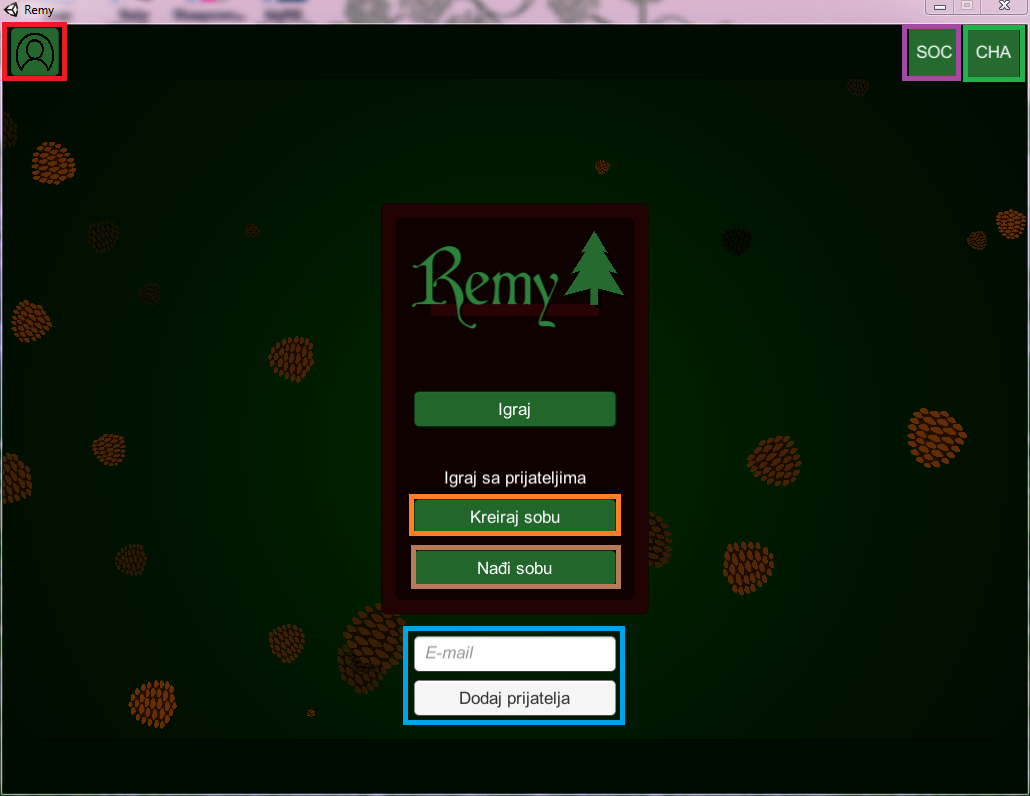 Remy
SOC CHA
Remy
Igraj
Igraj sa prijateljima
Kreiraj sobu
Nađi sobu
E-mail
Dodaj prijatelja